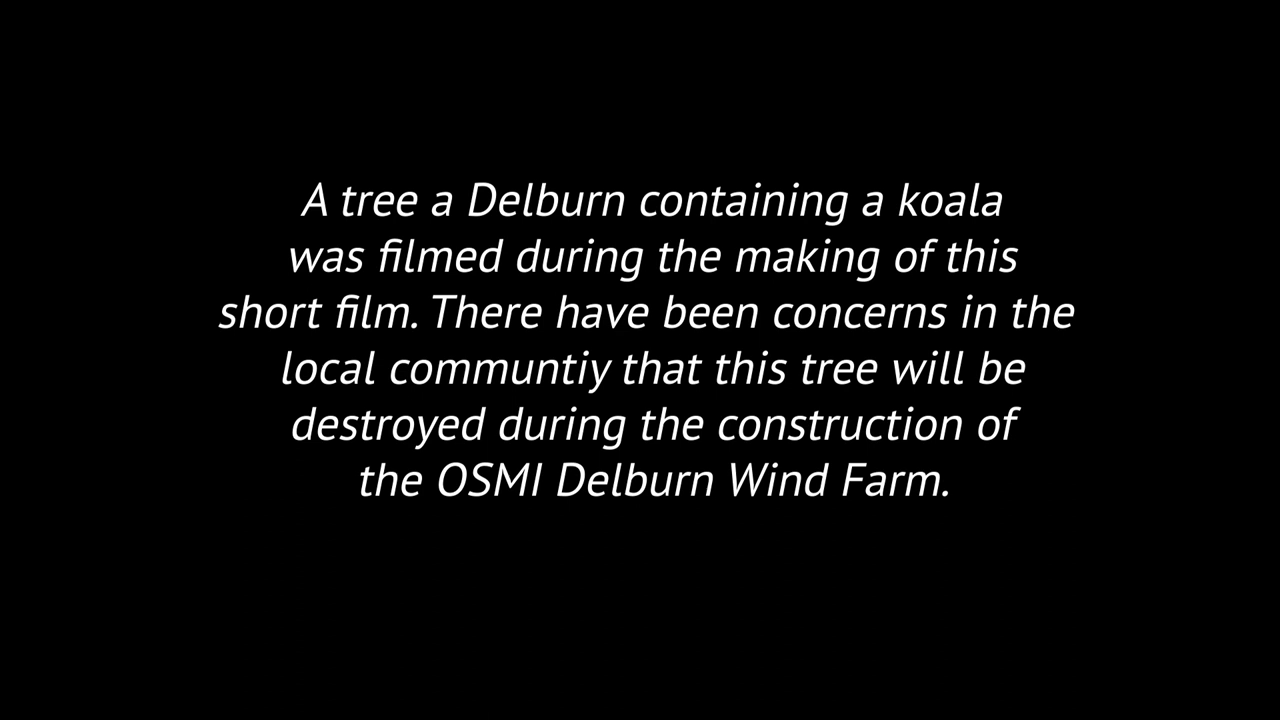 A tree a Delburn containing a koala
was filmed during the making of this
short film. There have been concerns in the
local communtiy that this tree will be
destroyed during the construction of
the OSMI Delburn Wind Farm.